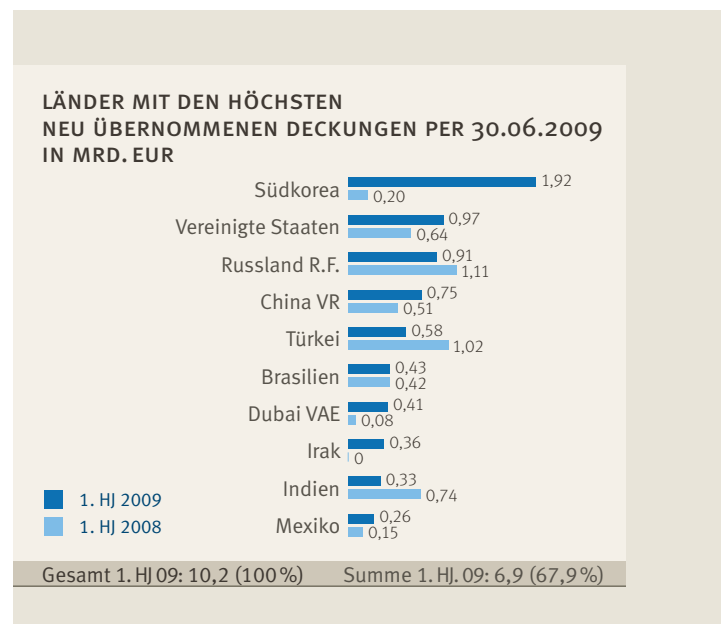 LÄNDER MIT DEN HÖCHSTEN
NEU ÜBERNOMMENEN DECKUNGEN PER 30.06.2009
IN MRD. EUR
Südkorea 1,92
0,20
Vereinigte Staaten 0,97
0,64
Russland R.F. 0,91
1,11
China VR 0,75
0,51
Türkei 0,58
1,02
Brasilien 0,43
0,42
Dubai VAE 0,41
0,08
Irak 0,36
0
Indien 0,33
0,74
Mexiko 0,26
0,15
1. HJ 2009
1. HJ 2008
Gesamt 1. HJ 09: 10,2 (100 %) Summe 1. HJ. 09: 6,9 (67,9 %)